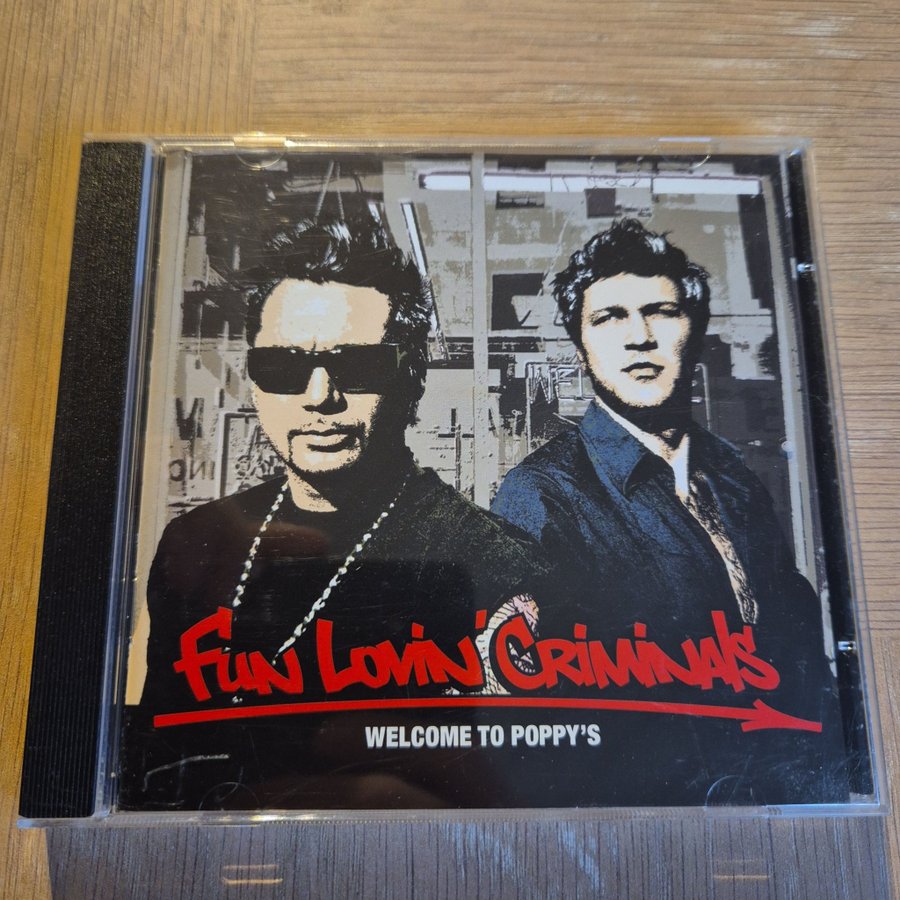 Fun Lovin' Criminals
WELCOME TO POPPY'S